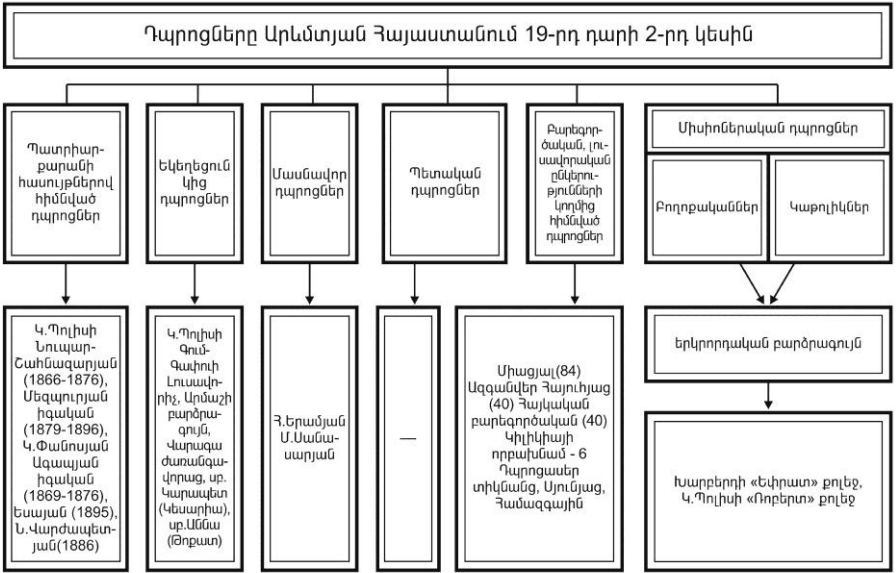 Դպրոցները Արևմտյան Հայաստանում 19-րդ դարի 2-րդ կեսին
Պատրիար-
քարանի
հասույթներով
հիմնված
դպրոցներ
Եկեղեցուն
կից
դպրոցներ
Մասնավոր
դպրոցներ
Պետական
դպրոցներ
Բարեգոր-
ծական, լու-
սավորական
ընկերու-
թյունների
կողմից
հիմնված
դպրոցներ
Միսիոներական դպրոցներ
Բողոքականներ
Կաթոլիկներ
Կ.Պոլիսի
Նուպար-
Շահնազարյան
(1866-1876),
Մեզպուրյան
իգական
(1879-1896),
Կ.Փանոսյան
Ագապյան
իգական
(1869-1876),
Եսայան (1895),
Ն.Վարժապետ-
յան(1886)
Կ.Պոլիսի
Գում-
Գափուի
Լուսավո-
րիչ, Արմաշի
բարձրա-
գույն,
Վարագա
ժառանգա-
վորաց, սբ.
Կարապետ
(Կեսարիա),
սբ.Աննա
(Թոքատ)
Հ.Երամյան
Մ.Սանա-
սարյան
—
Միացյալ(84)
Ազգանվեր Հայուհյաց
(40) Հայկական
բարեգործական (40)
Կիլիկիայի
որբախնամ - 6
Դպրոցասեր
տիկնանց, Սյունյաց,
Համազգային
երկրորդական բարձրագույն
Խարբերդի «Եփրատ» քոլեջ,
Կ.Պոլիսի «Ռոբերտ» քոլեջ